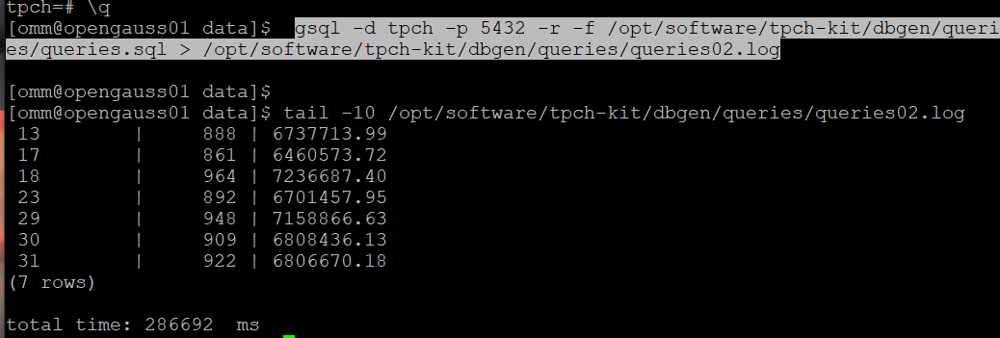 tpch=# \q
[omm@opengauss01 data]$ gsql -d tpch -p 5432 -r -f /opt/software/tpch-kit/dbgen/queri
es/queries.sql > /opt/software/tpch-kit/dbgen/queries/queries02.log
[omm@opengauss01 data]$
[omm@opengauss01 data]$ tail -10 /opt/software/tpch-kit/dbgen/queries/queries02.log
13 | 888 | 6737713.99
17 | 861 | 6460573.72
18 | 964 | 7236687.40
23 | 892 | 6701457.95
29 | 948 | 7158866.63
30 | 909 | 6808436.13
31 | 922 | 6806670.18
(7 rows)
total time: 286692 ms